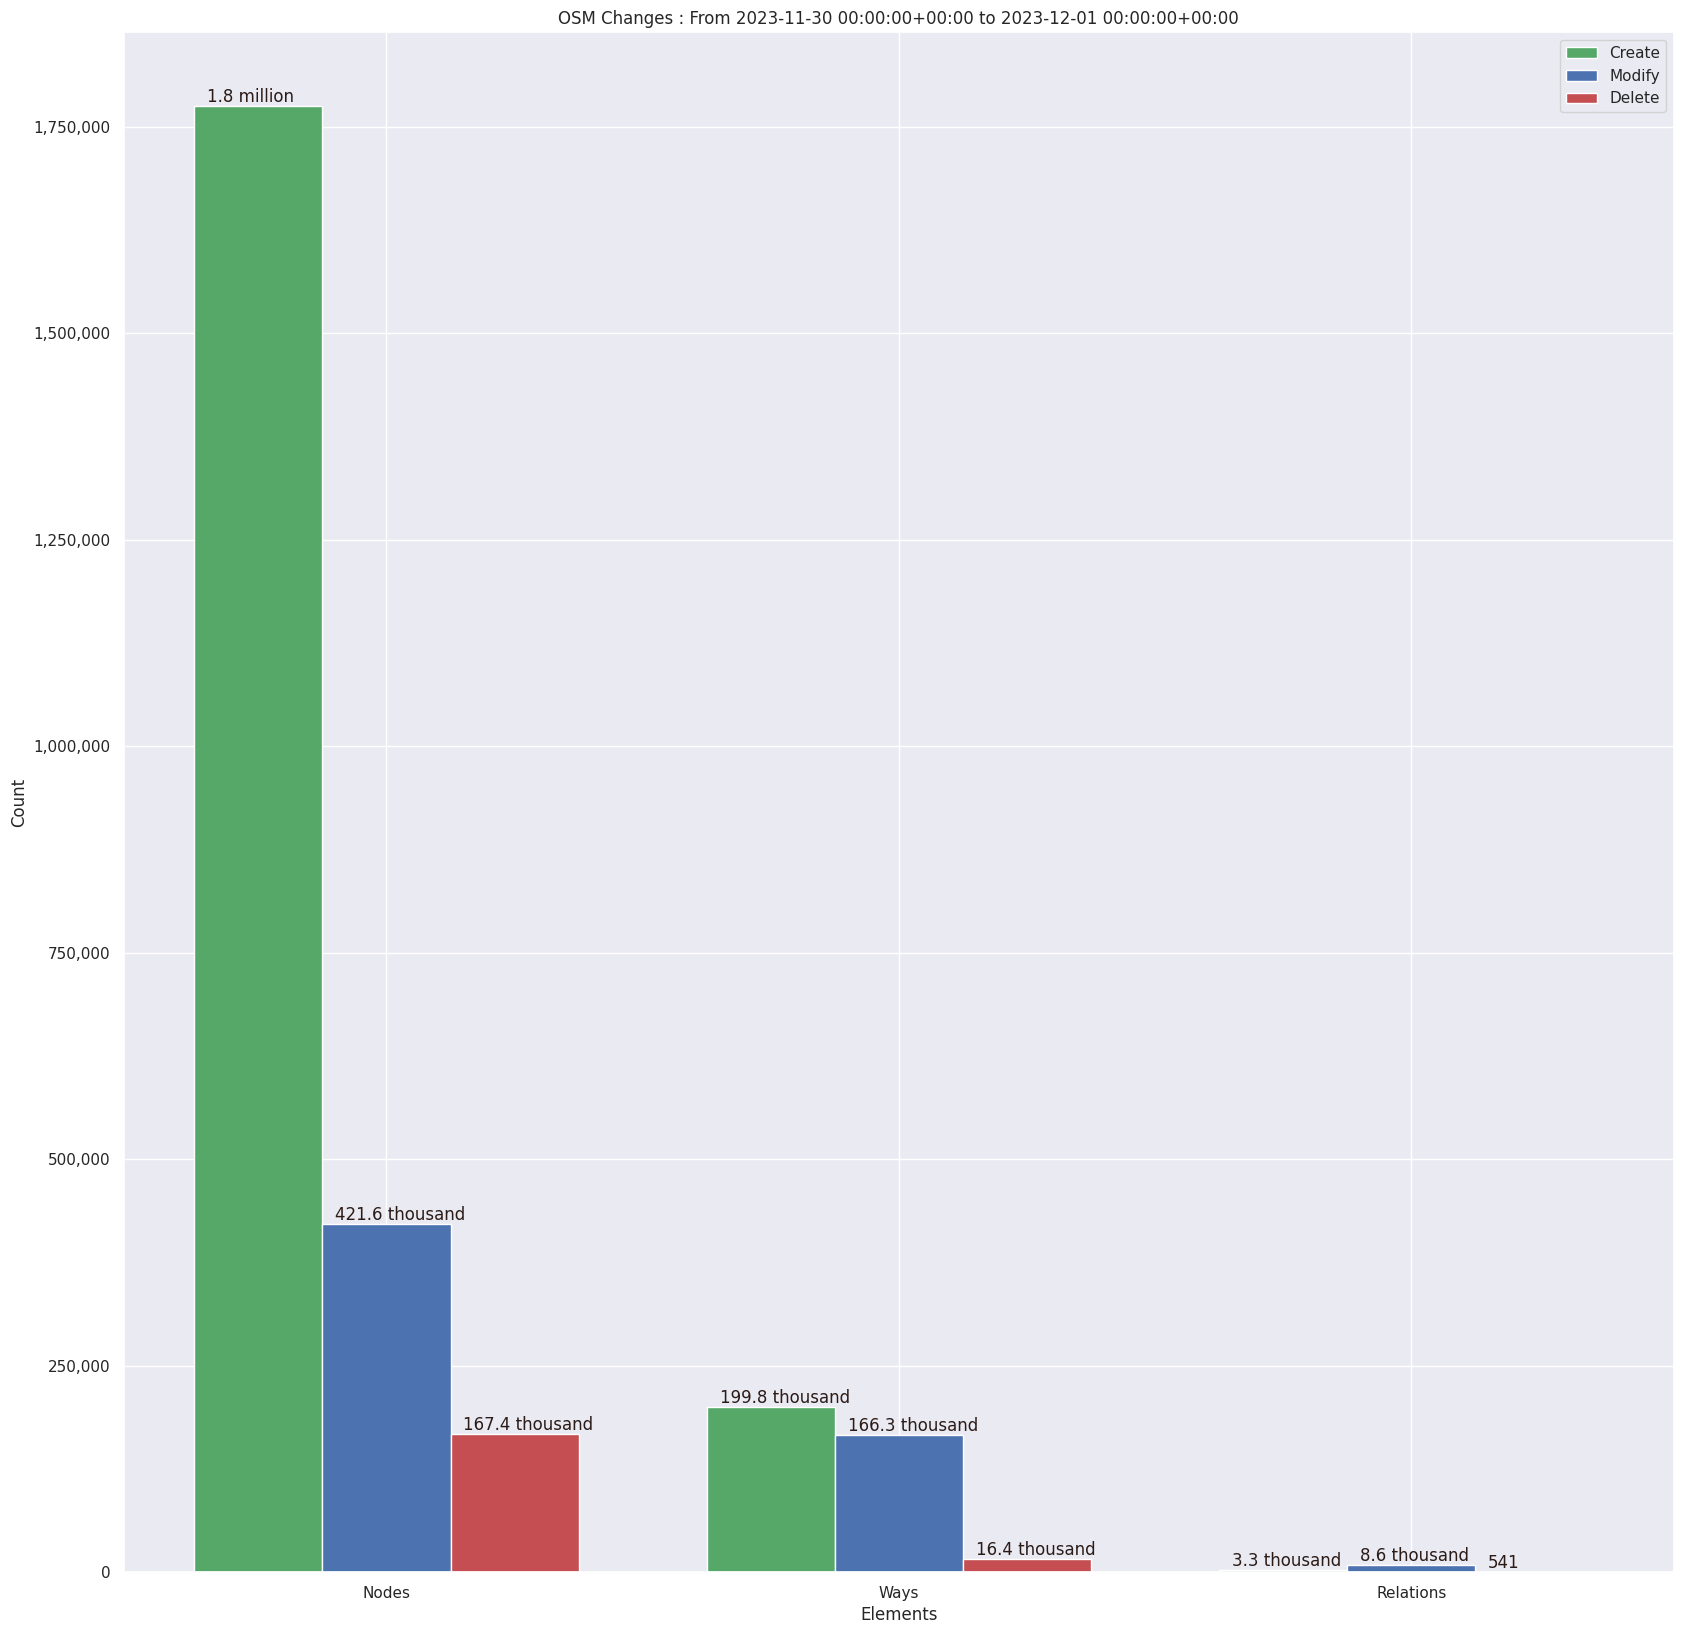 OSM Changes : From 2023-11-30 00:00:00+00:00 to 2023-12-01 00:00:00+00:00
Create
Modify
Delete
1.8 million
1,750,000
1,500,000
1,250,000
1,000,000
750,000
500,000
250,000
0
Count
421.6 thousand
167.4 thousand
199.8 thousand
166.3 thousand
16.4 thousand
3.3 thousand
8.6 thousand
541
Nodes
Ways
Relations
Elements